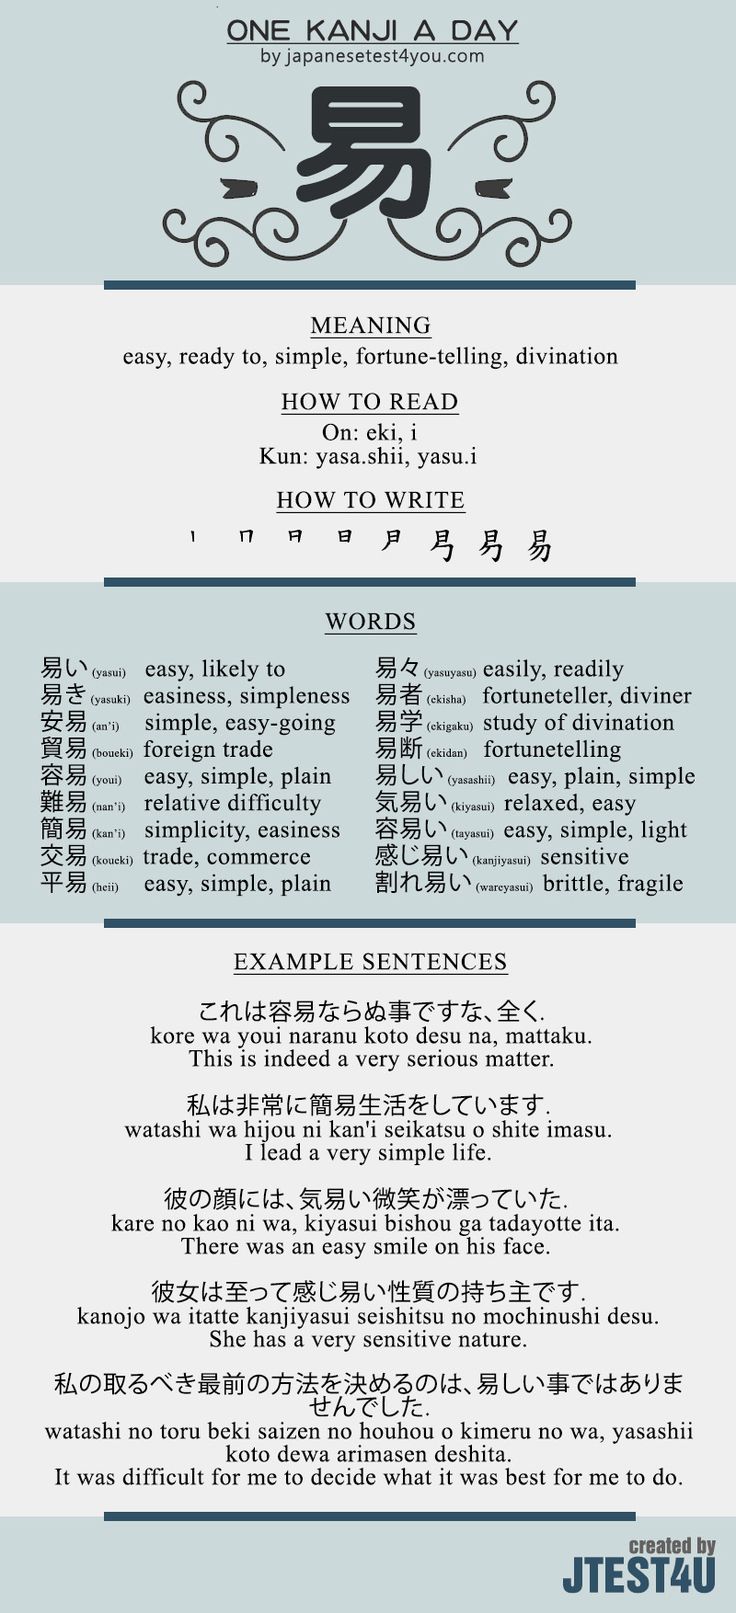 ONE KANJI A DAY
by japanesetest4you.com
易
MEANING
easy, ready to, simple, fortune-telling, divination
HOW TO READ
On: eki, i
Kun: yasa.shii, yasu.i
HOW TO WRITE
易
WORDS
易い (yasui) easy, likely to
易き (yasuki) easiness, simpleness
安易 (an'i) simple, easy-going
貿易 (boueki) foreign trade
容易 (youi) easy, simple, plain
難易 (nan'i) relative difficulty
簡易 (kan'i) simplicity, easiness
交易 (koueki) trade, commerce
平易 (heii) easy, simple, plain
易々 (yasuyasu) easily, readily
易者 (ekisha) fortuneteller, diviner
易学 (ekigaku) study of divination
易断 (ekidan) fortunetelling
易しい (yasashii) easy, plain, simple
気易い (kiyasui) relaxed, easy
容易い (tayasui) easy, simple, light
感じ易い (kanjiyasui) sensitive
割れ易い (wareyasui) brittle, fragile
EXAMPLE SENTENCES
これは容易ならぬ事ですな、全く.
kore wa youi naranu koto desu na, mattaku.
This is indeed a very serious matter.
私は非常に簡易生活をしています.
watashi wa hijou ni kan'i seikatsu o shite imasu.
I lead a very simple life.
彼の顔には、気易い微笑が漂っていた.
kare no kao ni wa, kiyasui bishou ga tadayotte ita.
There was an easy smile on his face.
彼女は至って感じ易い性質の持ち主です.
kanojo wa itatte kanjiyasui seishitsu no mochinushi desu.
She has a very sensitive nature.
私の取るべき最前の方法を決めるのは、易しい事ではありま
せんでした.
watashi no toru beki saizen no houhou o kimeru no wa, yasashii
koto dewa arimasen deshita.
It was difficult for me to decide what it was best for me to do.
created by
JTEST4U